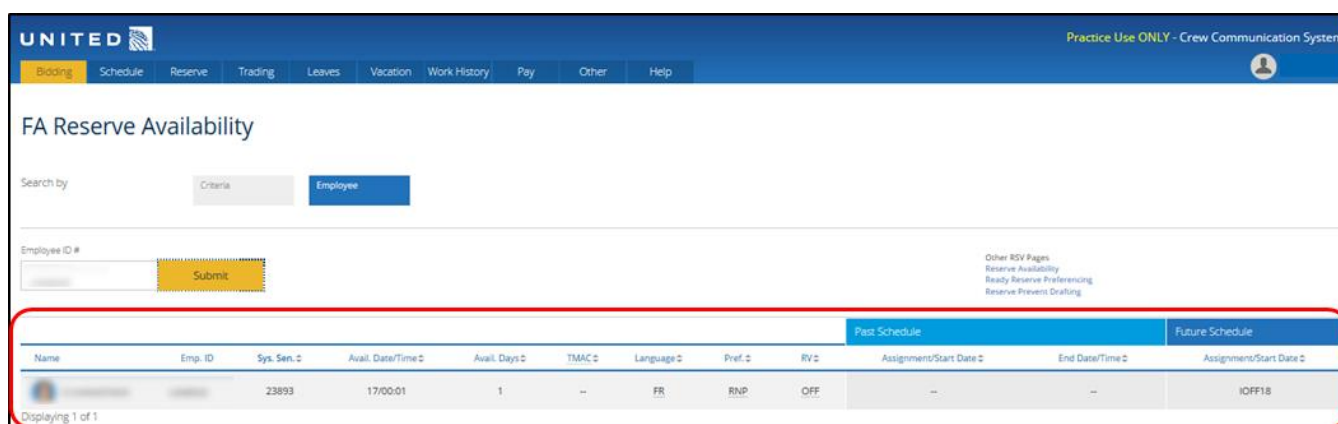 UNITED
Practice Use ONLY - Crew Communication System
Bidding Schedule Reserve Trading Leaves Vacation Work History Pay Other Help
FA Reserve Availability
Search by Criteria Employee
Employee ID #
Submit
Other RSV Pages
Reserve Availability
Ready Reserve Preferencing
Reserve Prevent Drafting
Past Schedule Future Schedule
Name Emp. ID Sys. Sen. Avail. Date/Time Avail. Days TMAC Language Pref. RV Assignment/Start Date End Date/Time Assignment/Start Date
23893 17/00:01 1 -- FR RNP OFF -- -- IOFF18
Displaying 1 of 1